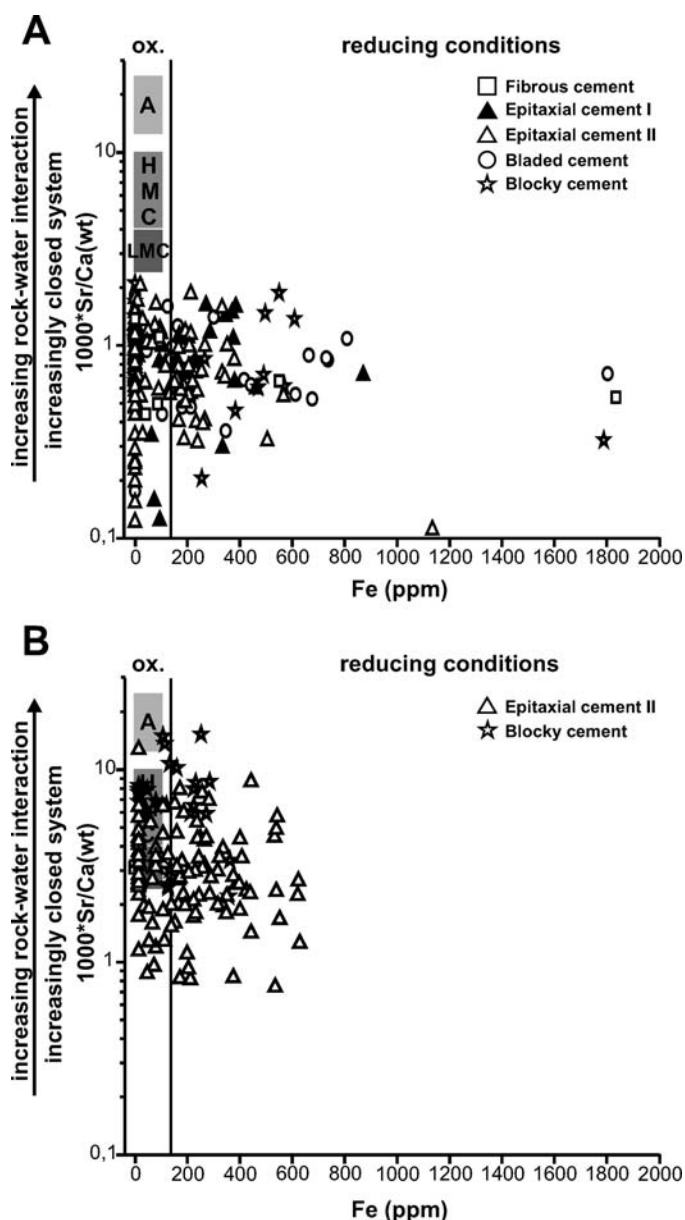 A
ox.
reducing conditions
increasing rock-water interaction
increasingly closed system
1000*Sr/Ca(wt)
A
H
M
C
LMC
Fibrous cement
Epitaxial cement I
Epitaxial cement II
Bladed cement
Blocky cement
10
1
0,1
0 200 400 600 800 1000 1200 1400 1600 1800 2000
Fe (ppm)
B
ox.
reducing conditions
increasing rock-water interaction
increasingly closed system
1000*Sr/Ca(wt)
A
Epitaxial cement II
Blocky cement
10
1
0,1
0 200 400 600 800 1000 1200 1400 1600 1800 2000
Fe (ppm)